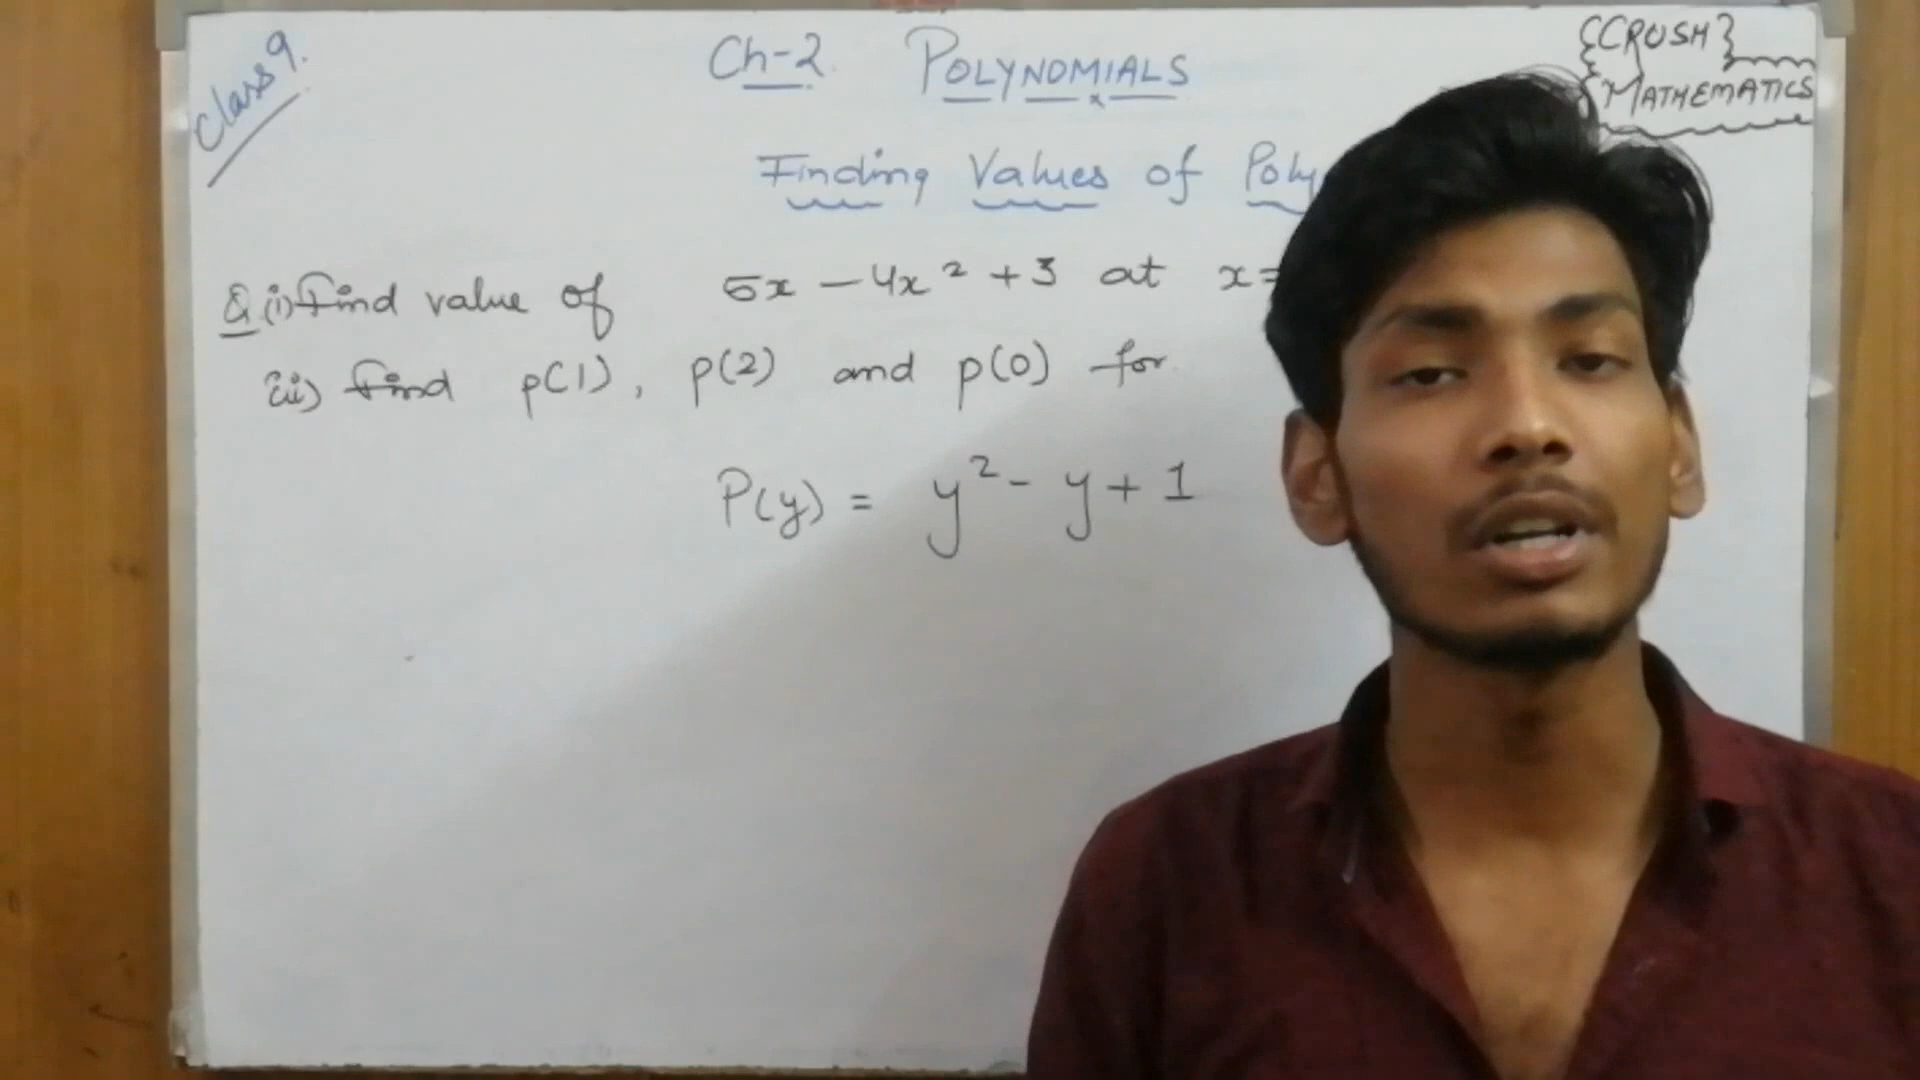 Class 9.
Ch-2. POLYNOMIALS
{CRUSH}
MATHEMATICS
Finding Values of Poly
Q (i) Find value of 5x - 4x² + 3 at x=
(ii) Find p(1), p(2) and p(0) for
P(y) = y² - y + 1